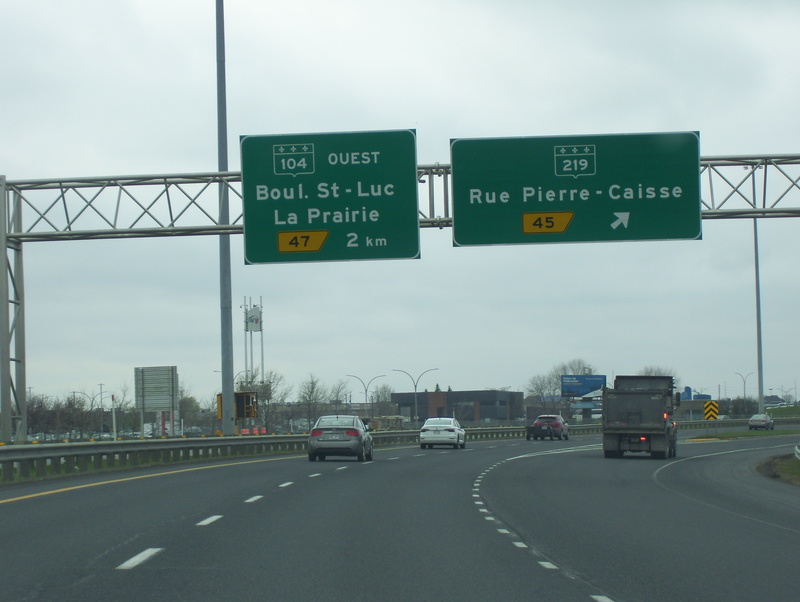 104 OUEST
Boul. St-Luc
La Prairie
47 2 km
219
Rue Pierre-Caisse
45